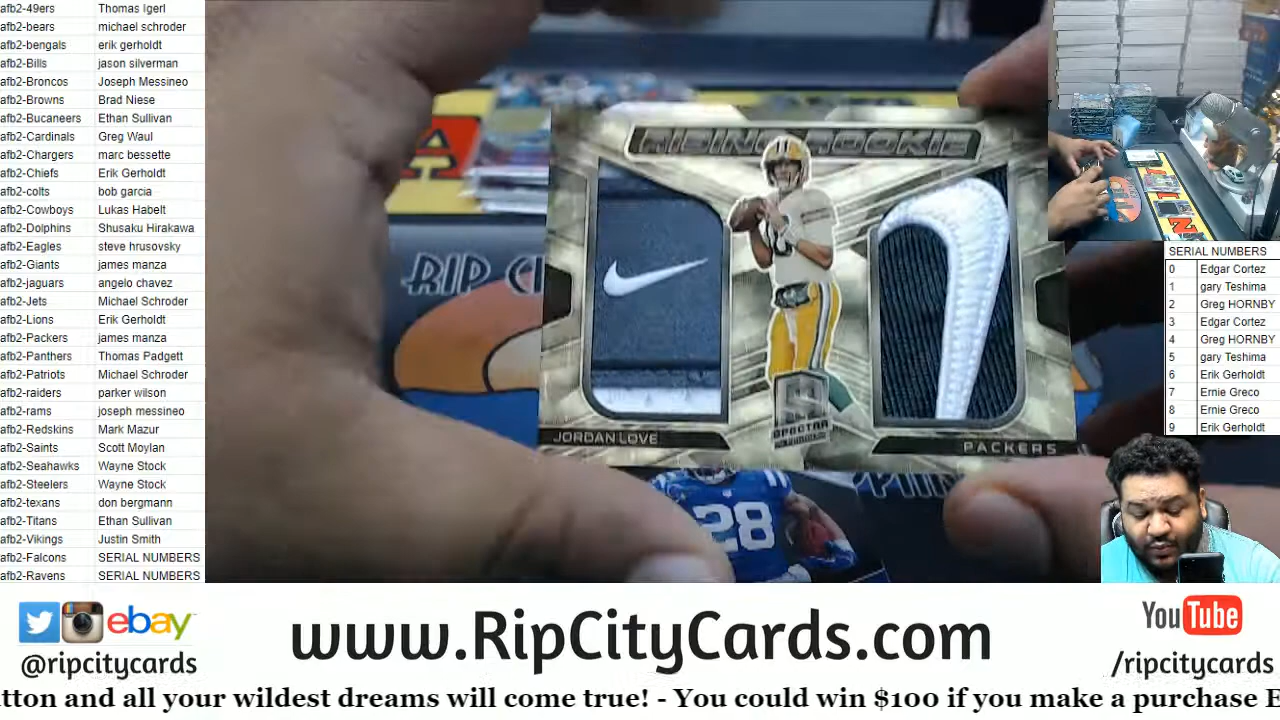 afb2-49ers Thomas Igerl
afb2-bears michael schroder
afb2-bengals erik gerholdt
afb2-Bills jason silverman
afb2-Broncos Joseph Messineo
afb2-Browns Brad Niese
afb2-Bucaneers Ethan Sullivan
afb2-Cardinals Greg Waul
afb2-Chargers marc bessette
afb2-Chiefs Erik Gerholdt
afb2-colts bob garcia
afb2-Cowboys Lukas Habelt
afb2-Dolphins Shusaku Hirakawa
afb2-Eagles steve hrusovsky
afb2-Giants james manza
afb2-jaguars angelo chavez
afb2-Jets Michael Schroder
afb2-Lions Erik Gerholdt
afb2-Packers james manza
afb2-Panthers Thomas Padgett
afb2-Patriots Michael Schroder
afb2-raiders parker wilson
afb2-rams joseph messineo
afb2-Redskins Mark Mazur
afb2-Saints Scott Moylan
afb2-Seahawks Wayne Stock
afb2-Steelers Wayne Stock
afb2-texans don bergmann
afb2-Titans Ethan Sullivan
afb2-Vikings Justin Smith
afb2-Falcons SERIAL NUMBERS
afb2-Ravens SERIAL NUMBERS
RISING ROOKIE
RIP CI
JORDAN LOVE
SPECTRA
PACKERS
28
SERIAL NUMBERS
0 Edgar Cortez
1 gary Teshima
2 Greg HORNBY
3 Edgar Cortez
4 Greg HORNBY
5 gary Teshima
6 Erik Gerholdt
7 Ernie Greco
8 Ernie Greco
9 Erik Gerholdt
ebay
@ripcitycards
www.RipCityCards.com
YouTube
/ripcitycards
utton and all your wildest dreams will come true! - You could win $100 if you make a purchase E